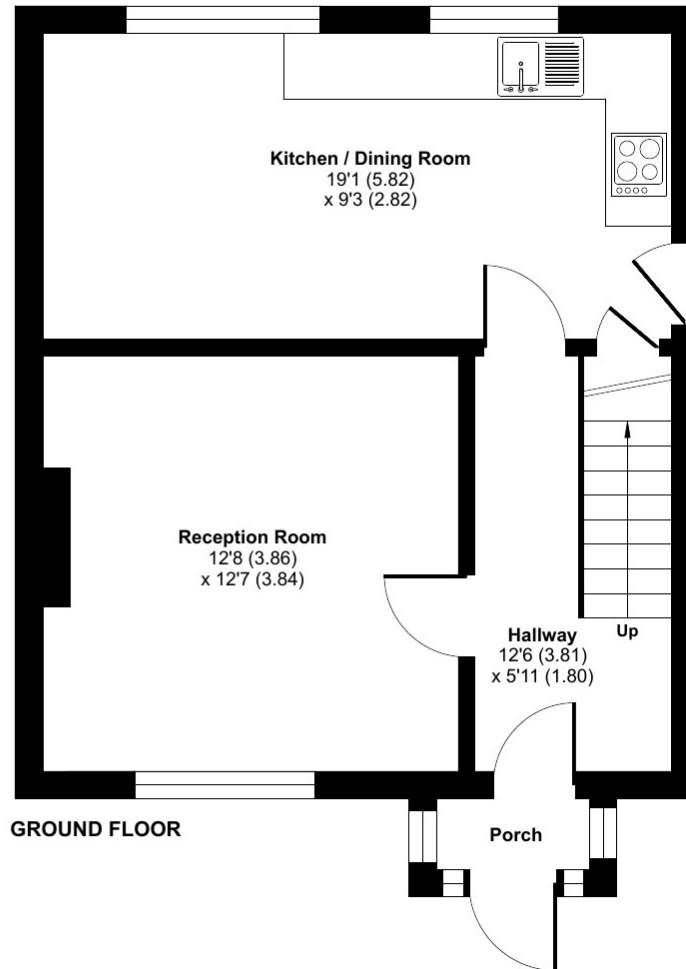 Kitchen / Dining Room
19'1 (5.82)
x 9'3 (2.82)
Reception Room
12'8 (3.86)
x 12'7 (3.84)
Hallway
12'6 (3.81)
x 5'11 (1.80)
Up
GROUND FLOOR
Porch